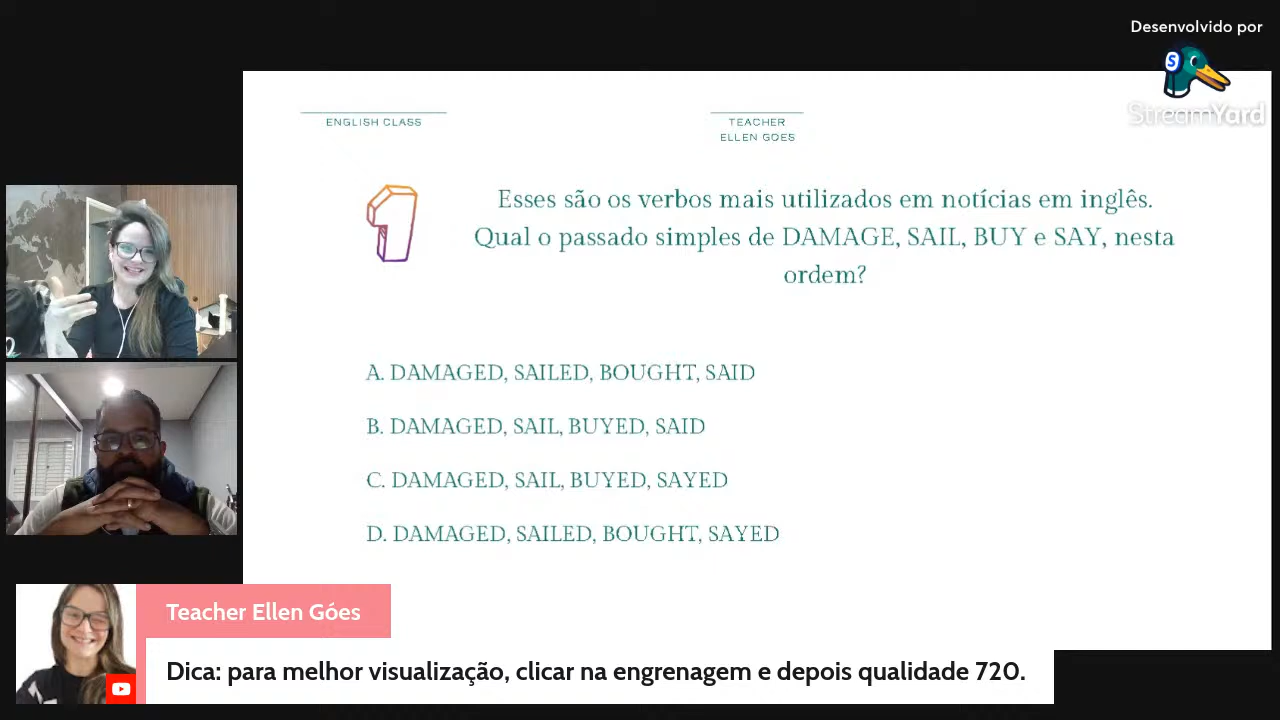 Desenvolvido por
StreamYard
ENGLISH CLASS
TEACHER
ELLEN GOES
1
Esses são os verbos mais utilizados em notícias em inglês.
Qual o passado simples de DAMAGE, SAIL, BUY e SAY, nesta
ordem?
A. DAMAGED, SAILED, BOUGHT, SAID
B. DAMAGED, SAIL, BUYED, SAID
C. DAMAGED, SAIL, BUYED, SAYED
D. DAMAGED, SAILED, BOUGHT, SAYED
Teacher Ellen Góes
Dica: para melhor visualização, clicar na engrenagem e depois qualidade 720.